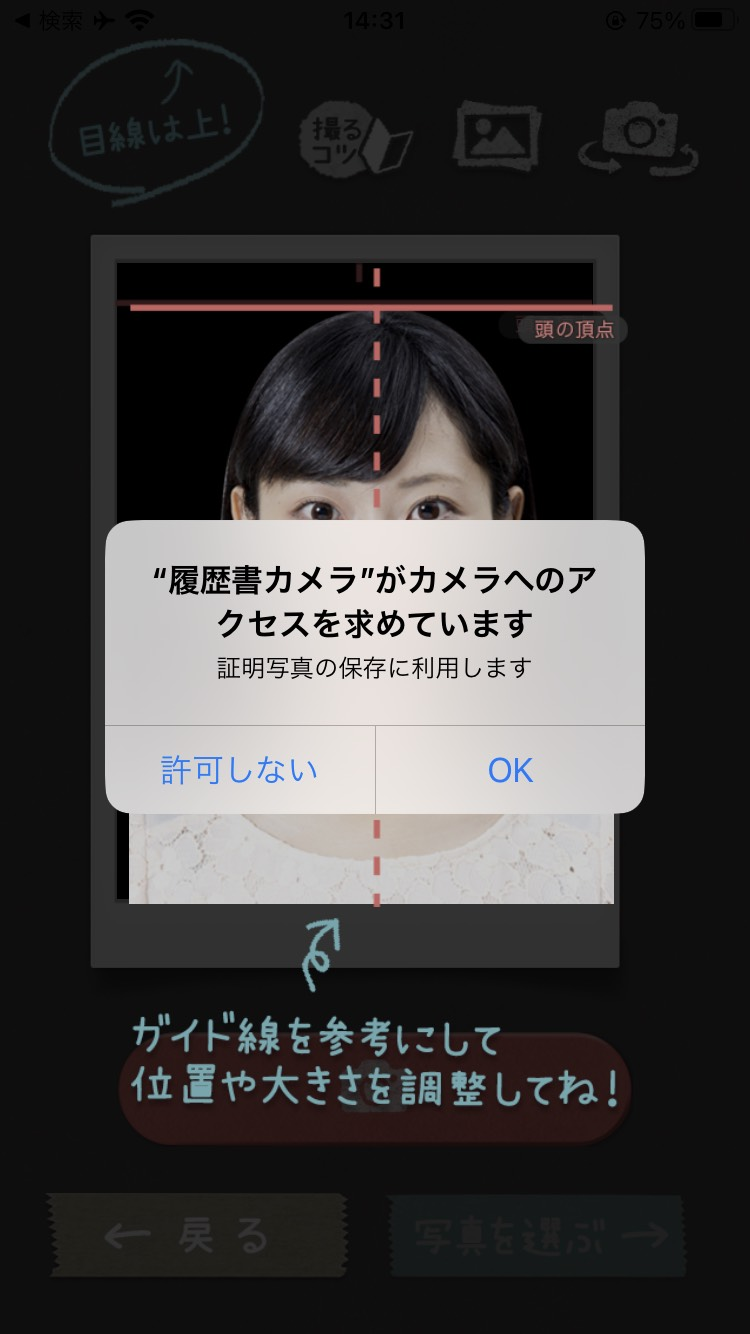 検索
14:31
75%
目線は上!
撮る
コツ
頭の頂点
“履歴書カメラ”がカメラへのア
クセスを求めています
証明写真の保存に利用します
許可しない
OK
ガイド線を参考にして
位置や大きさを調整してね!
← 戻る
写真を選ぶ →